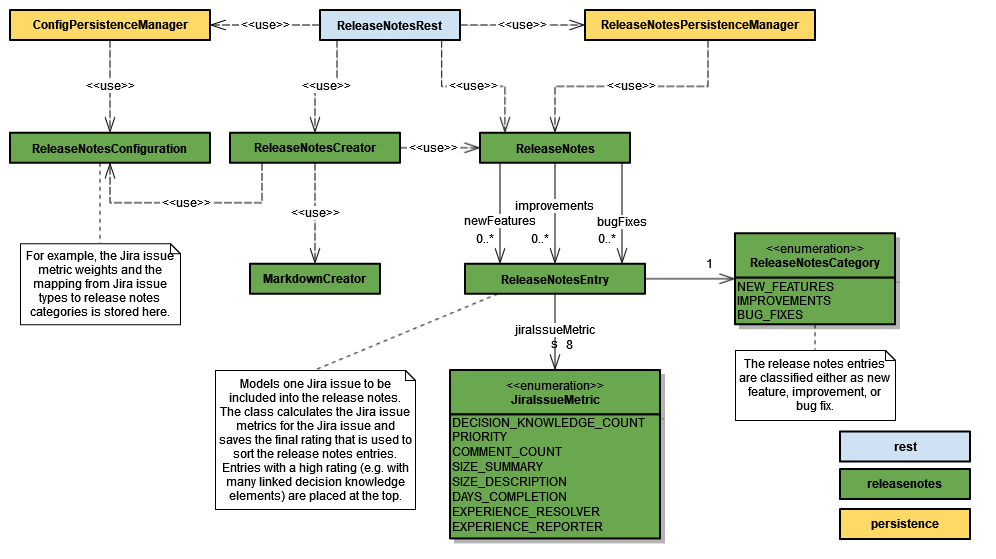 ConfigPersistenceManager
<<use>>
ReleaseNotesRest
<<use>>
ReleaseNotesPersistenceManager
<<use>>
<<use>>
<<use>>
<<use>>
ReleaseNotesConfiguration
ReleaseNotesCreator
<<use>>
ReleaseNotes
<<use>>
<<use>>
improvements
newFeatures
bugFixes
0..*
0..*
0..*
For example, the Jira issue
metric weights and the
mapping from Jira issue
types to release notes
categories is stored here.
MarkdownCreator
ReleaseNotesEntry
1
<<enumeration>>
ReleaseNotesCategory
NEW_FEATURES
IMPROVEMENTS
BUG_FIXES
jiraIssueMetric
s
8
The release notes entries
are classified either as new
feature, improvement, or
bug fix.
Models one Jira issue to be
included into the release notes.
The class calculates the Jira issue
metrics for the Jira issue and
saves the final rating that is used to
sort the release notes entries.
Entries with a high rating (e.g. with
many linked decision knowledge
elements) are placed at the top.
<<enumeration>>
JiraIssueMetric
DECISION_KNOWLEDGE_COUNT
PRIORITY
COMMENT_COUNT
SIZE_SUMMARY
SIZE_DESCRIPTION
DAYS_COMPLETION
EXPERIENCE_RESOLVER
EXPERIENCE_REPORTER
rest
releasenotes
persistence